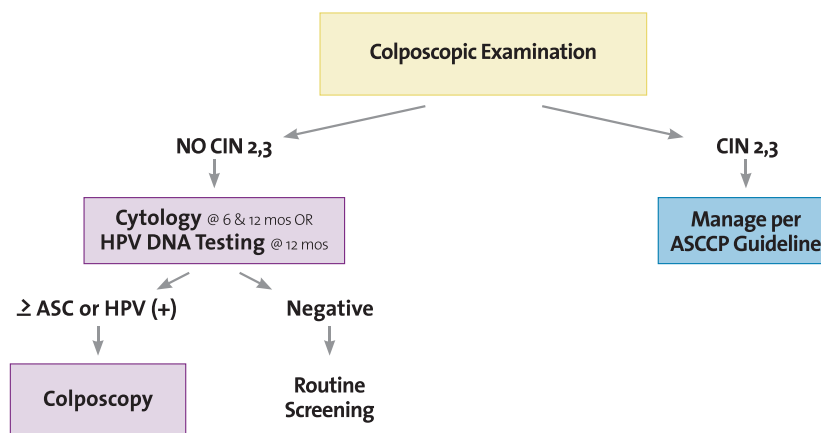 Colposcopic Examination
NO CIN 2,3
CIN 2,3
Cytology @ 6 & 12 mos OR
HPV DNA Testing @ 12 mos
Manage per
ASCCP Guideline
≥ ASC or HPV (+)
Negative
Colposcopy
Routine
Screening